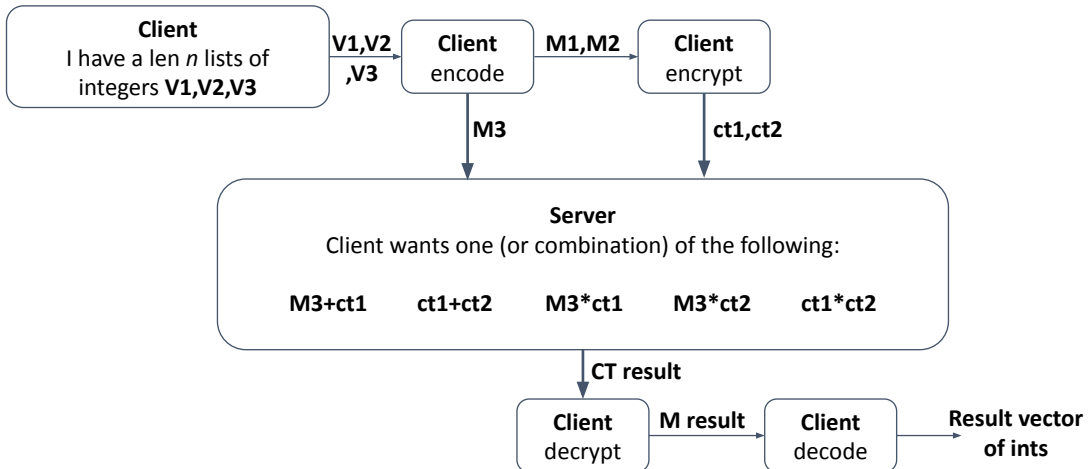 Client
I have a len n lists of
integers V1,V2,V3
V1,V2
,V3
Client
encode
M1,M2
Client
encrypt
M3
ct1,ct2
Server
Client wants one (or combination) of the following:
M3+ct1 ct1+ct2 M3*ct1 M3*ct2 ct1*ct2
CT result
Client
decrypt
M result
Client
decode
Result vector
of ints